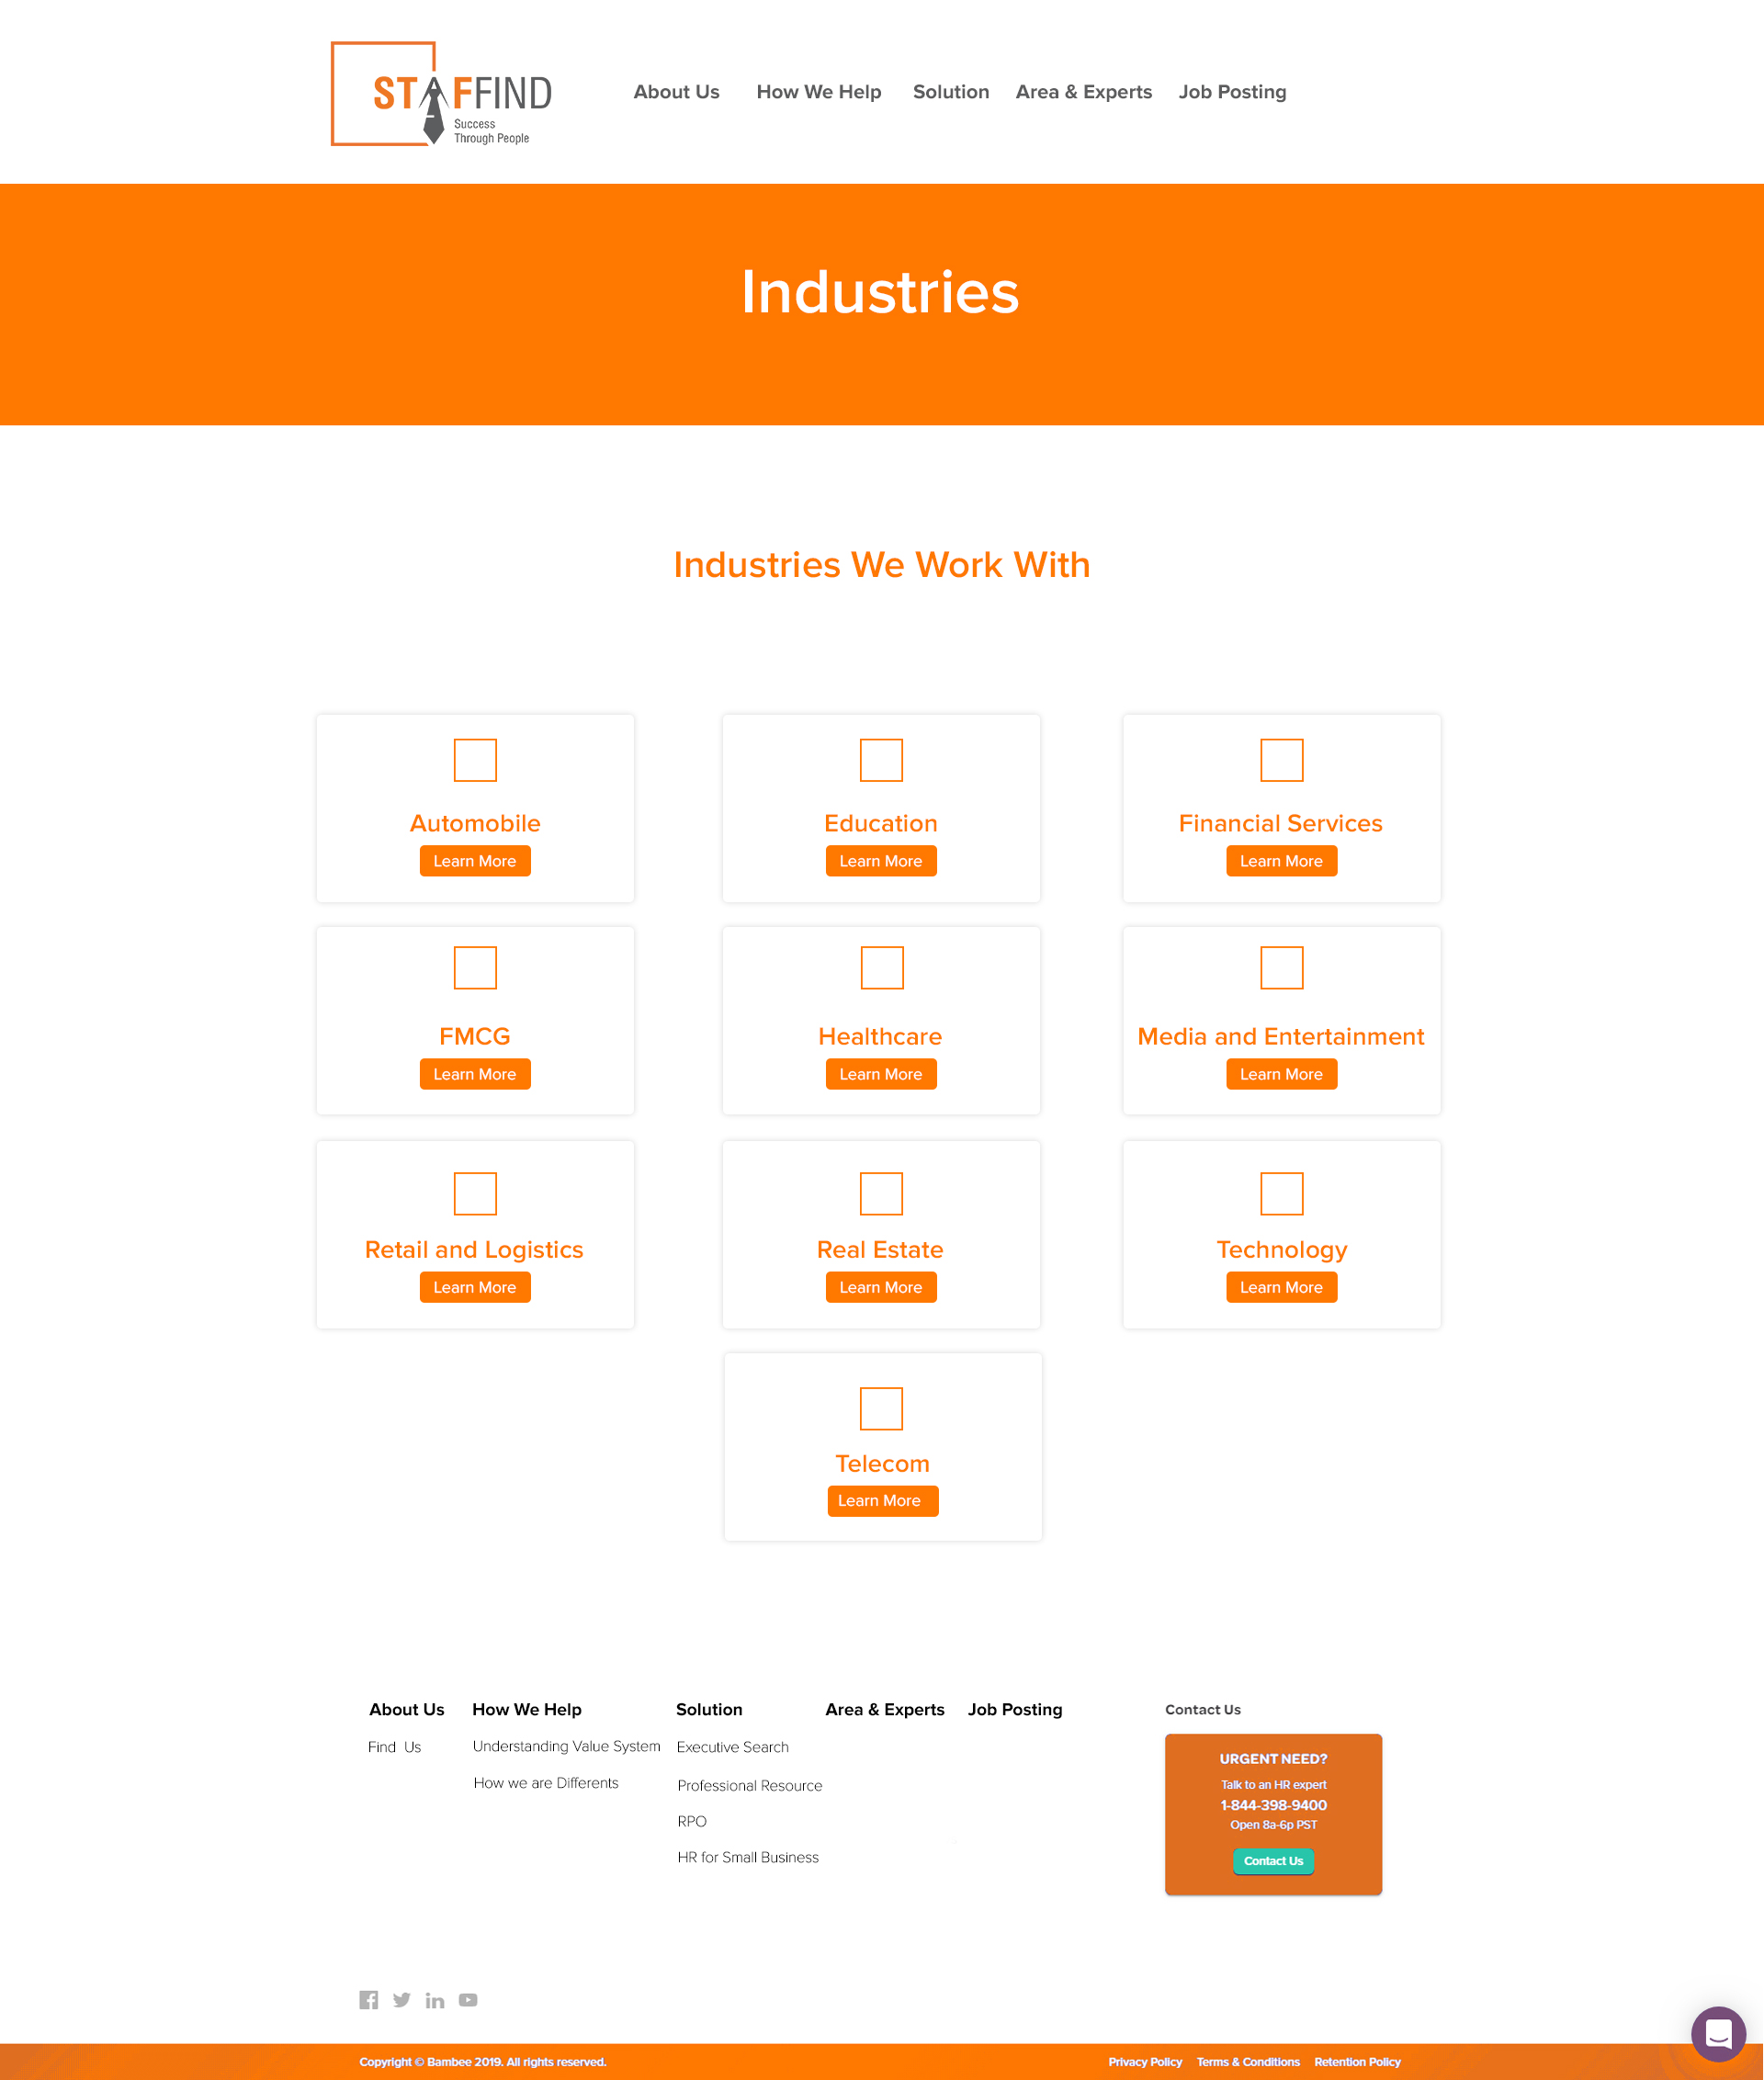 STAFFIND
Success
Through People
About Us How We Help Solution Area & Experts Job Posting
Industries
Industries We Work With
Automobile
Learn More
Education
Learn More
Financial Services
Learn More
FMCG
Learn More
Healthcare
Learn More
Media and Entertainment
Learn More
Retail and Logistics
Learn More
Real Estate
Learn More
Technology
Learn More
Telecom
Learn More
About Us
Find Us
How We Help
Understanding Value System
How we are Differents
Solution
Executive Search
Professional Resource
RPO
HR for Small Business
Area & Experts
Job Posting
Contact Us
URGENT NEED?
Talk to an HR expert
1-844-398-9400
Open 8a-6p PST
Contact Us
Copyright © Bambee 2019. All rights reserved.
Privacy Policy Terms & Conditions Retention Policy